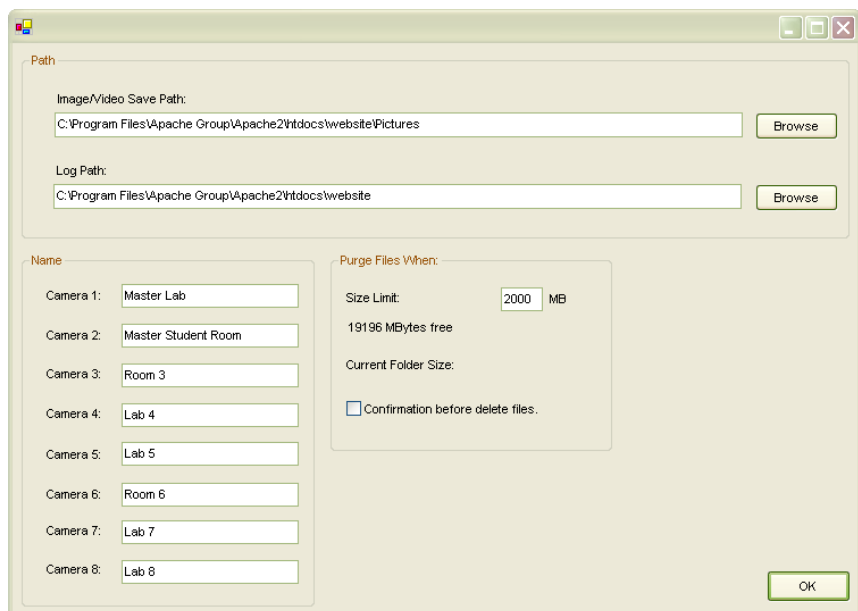 Path
Image/Video Save Path:
C:\Program Files\Apache Group\Apache2\htdocs\website\Pictures
Browse
Log Path:
C:\Program Files\Apache Group\Apache2\htdocs\website
Browse
Name
Camera 1: Master Lab
Camera 2: Master Student Room
Camera 3: Room 3
Camera 4: Lab 4
Camera 5: Lab 5
Camera 6: Room 6
Camera 7: Lab 7
Camera 8: Lab 8
Purge Files When:
Size Limit: 2000 MB
19196 MBytes free
Current Folder Size:
Confirmation before delete files.
OK